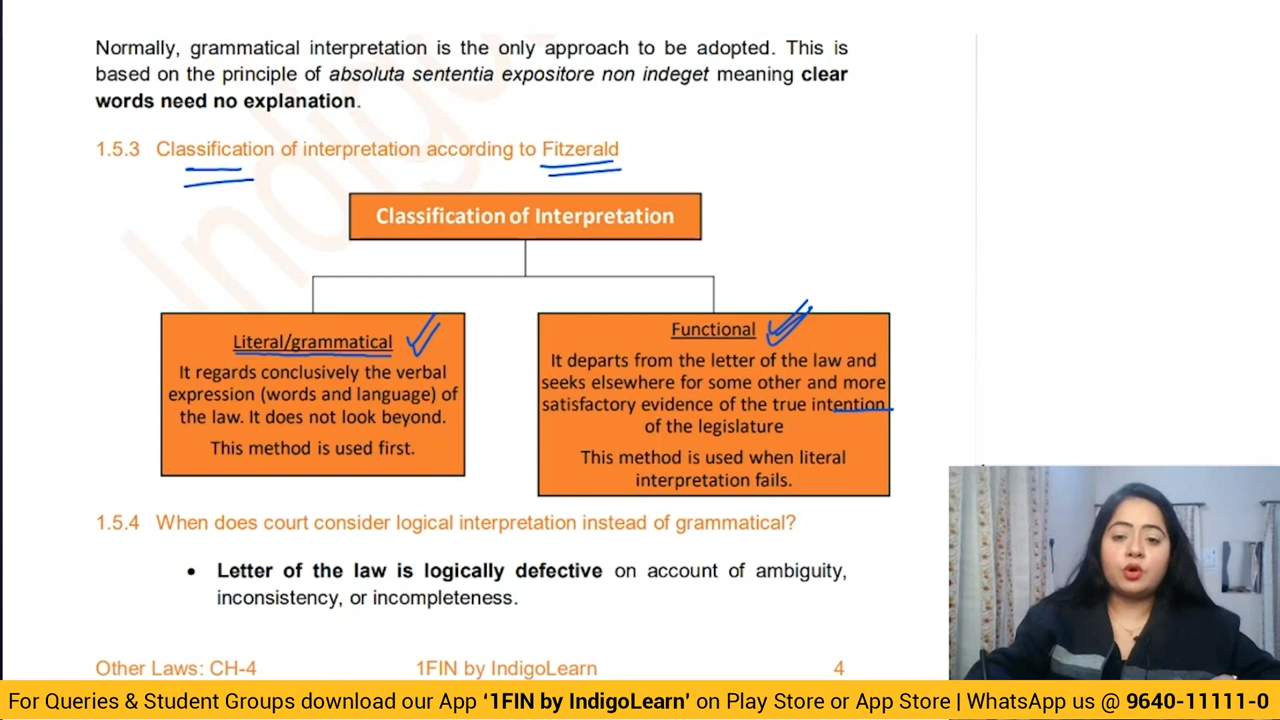 Normally, grammatical interpretation is the only approach to be adopted. This is
based on the principle of absoluta sententia expositore non indeget meaning clear
words need no explanation.
1.5.3 Classification of interpretation according to Fitzerald
Classification of Interpretation
Literal/grammatical
It regards conclusively the verbal
expression (words and language) of
the law. It does not look beyond.
This method is used first.
Functional
It departs from the letter of the law and
seeks elsewhere for some other and more
satisfactory evidence of the true intention
of the legislature
This method is used when literal
interpretation fails.
1.5.4 When does court consider logical interpretation instead of grammatical?
• Letter of the law is logically defective on account of ambiguity,
inconsistency, or incompleteness.
Other Laws: CH-4 1FIN by IndigoLearn 4
For Queries & Student Groups download our App ‘1FIN by IndigoLearn’ on Play Store or App Store | WhatsApp us @ 9640-11111-0